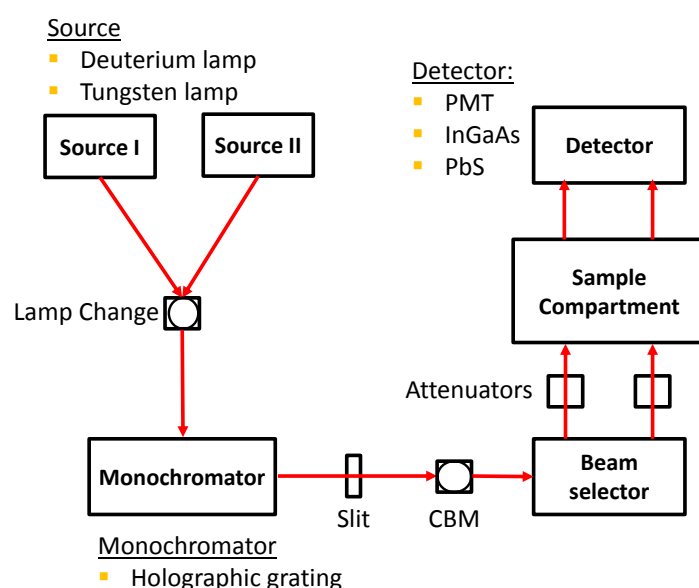 Source
Deuterium lamp
Tungsten lamp
Source I
Source II
Detector:
PMT
InGaAs
PbS
Detector
Lamp Change
Sample
Compartment
Attenuators
Monochromator
Slit
CBM
Beam
selector
Monochromator
Holographic grating